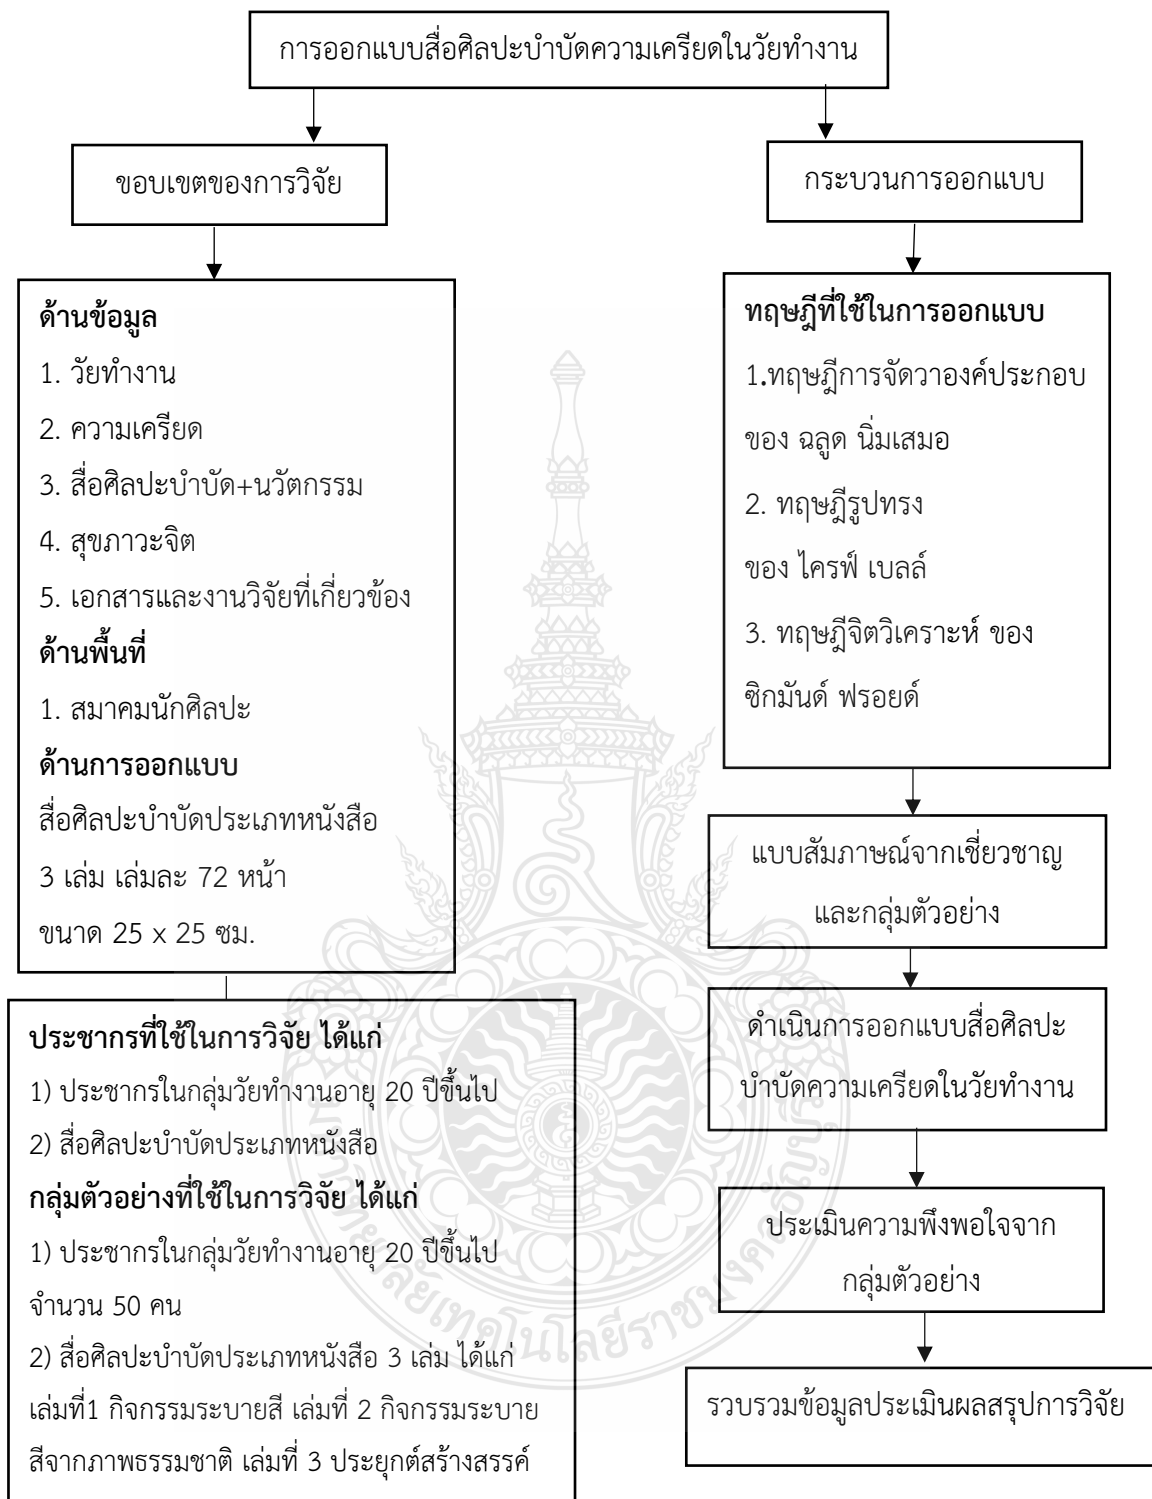 การออกแบบสื่อศิลปะบำบัดความเครียดในวัยทำงาน
ขอบเขตของการวิจัย
ด้านข้อมูล
1. วัยทำงาน
2. ความเครียด
3. สื่อศิลปะบำบัด+นวัตกรรม
4. สุขภาวะจิต
5. เอกสารและงานวิจัยที่เกี่ยวข้อง
ด้านพื้นที่
1. สมาคมนักศิลปะ
ด้านการออกแบบ
สื่อศิลปะบำบัดประเภทหนังสือ
3 เล่ม เล่มละ 72 หน้า
ขนาด 25 x 25 ซม.
ประชากรที่ใช้ในการวิจัย ได้แก่
1) ประชากรในกลุ่มวัยทำงานอายุ 20 ปีขึ้นไป
2) สื่อศิลปะบำบัดประเภทหนังสือ
กลุ่มตัวอย่างที่ใช้ในการวิจัย ได้แก่
1) ประชากรในกลุ่มวัยทำงานอายุ 20 ปีขึ้นไป
จำนวน 50 คน
2) สื่อศิลปะบำบัดประเภทหนังสือ 3 เล่ม ได้แก่
เล่มที่1 กิจกรรมระบายสี เล่มที่ 2 กิจกรรมระบาย
สีจากภาพธรรมชาติ เล่มที่ 3 ประยุกต์สร้างสรรค์
กระบวนการออกแบบ
ทฤษฎีที่ใช้ในการออกแบบ
1.ทฤษฎีการจัดวาองค์ประกอบ
ของ ฉลูด นิ่มเสมอ
2. ทฤษฎีรูปทรง
ของ ไครฟ์ เบลล์
3. ทฤษฎีจิตวิเคราะห์ ของ
ซิกมันด์ ฟรอยด์
แบบสัมภาษณ์จากเชี่ยวชาญ
และกลุ่มตัวอย่าง
ดำเนินการออกแบบสื่อศิลปะ
บำบัดความเครียดในวัยทำงาน
ประเมินความพึงพอใจจาก
กลุ่มตัวอย่าง
รวบรวมข้อมูลประเมินผลสรุปการวิจัย
มหาวิทยาลัยเทคโนโลยีราชมงคลธัญบุรี